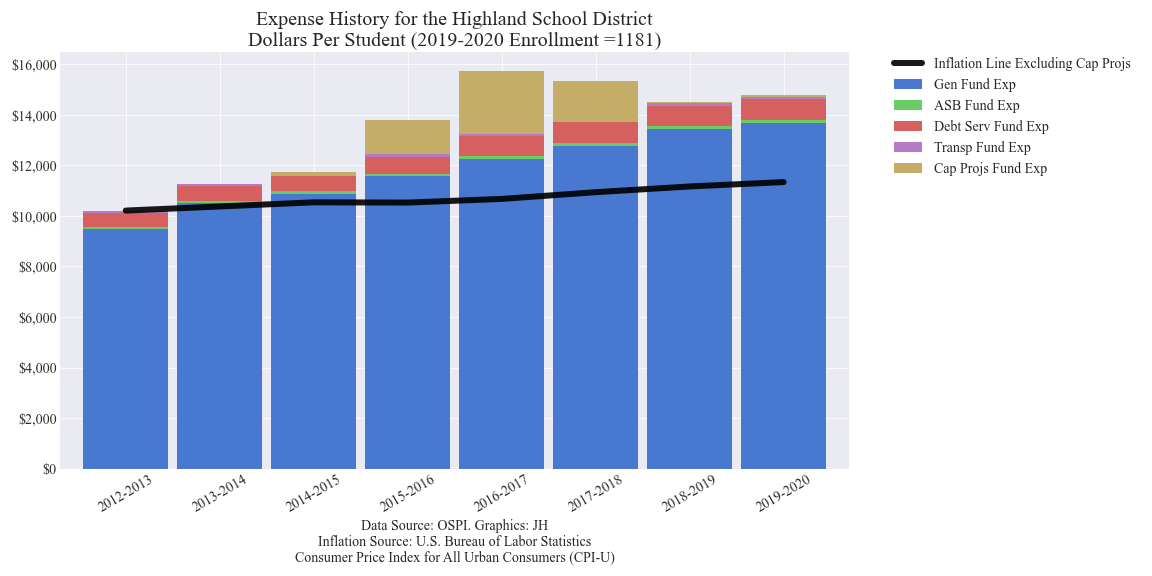 Expense History for the Highland School District
Dollars Per Student (2019-2020 Enrollment =1181)
$16,000
$14,000
$12,000
$10,000
$8,000
$6,000
$4,000
$2,000
$0
2012-2013
2013-2014
2014-2015
2015-2016
2016-2017
2017-2018
2018-2019
2019-2020
Inflation Line Excluding Cap Projs
Gen Fund Exp
ASB Fund Exp
Debt Serv Fund Exp
Transp Fund Exp
Cap Projs Fund Exp
Data Source: OSPI. Graphics: JH
Inflation Source: U.S. Bureau of Labor Statistics
Consumer Price Index for All Urban Consumers (CPI-U)